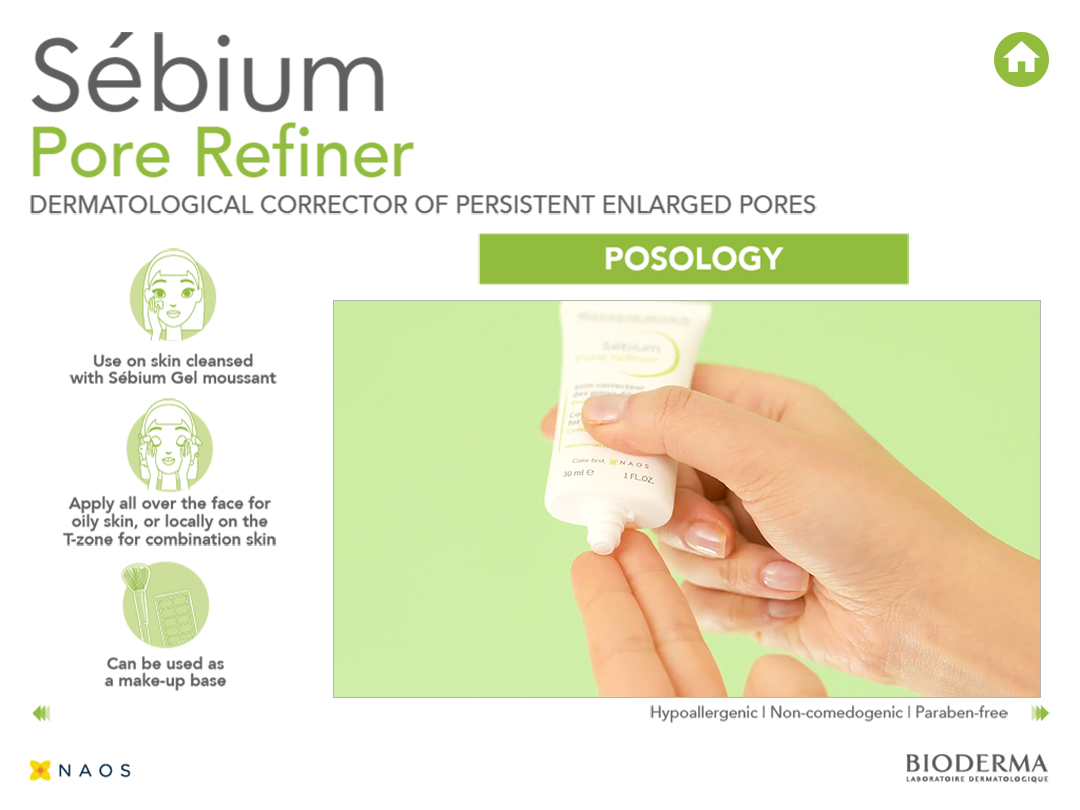 Sébium
Pore Refiner
DERMATOLOGICAL CORRECTOR OF PERSISTENT ENLARGED PORES
POSOLOGY
Use on skin cleansed
with Sébium Gel moussant
Apply all over the face for
oily skin, or locally on the
T-zone for combination skin
Can be used as
a make-up base
Sébium
pore refiner
Care first NAOS
30 ml e 1 FL.OZ.
Hypoallergenic | Non-comedogenic | Paraben-free
NAOS
BIODERMA
LABORATOIRE DERMATOLOGIQUE